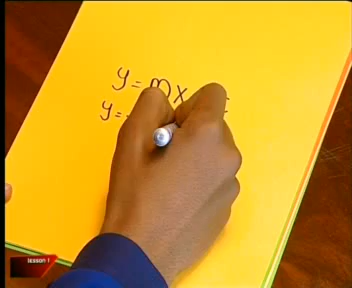 y = mx
y =
lesson 1